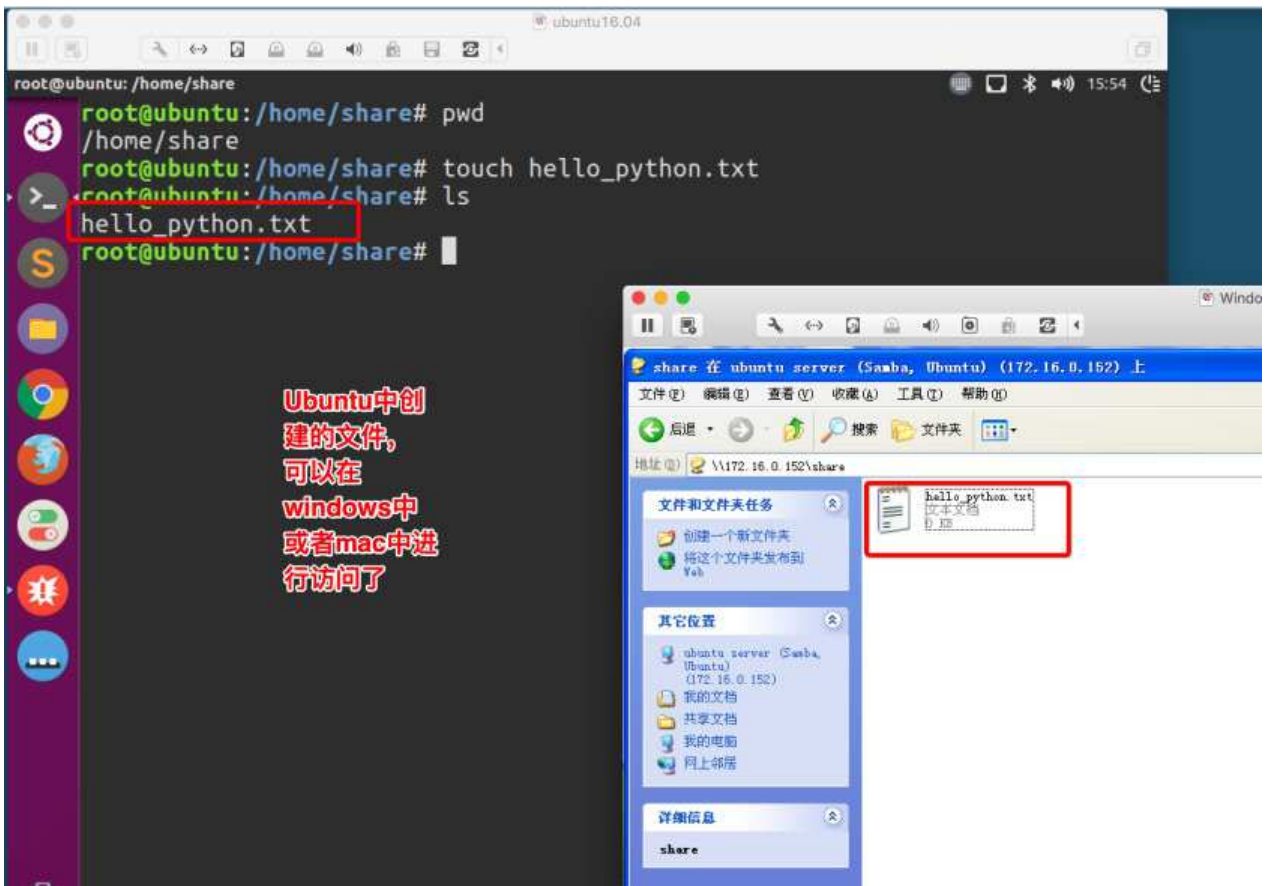 ubuntu16.04
root@ubuntu: /home/share
15:54
root@ubuntu:/home/share# pwd
/home/share
root@ubuntu:/home/share# touch hello_python.txt
root@ubuntu:/home/share# ls
hello_python.txt
root@ubuntu:/home/share#
Ubuntu中创
建的文件，
可以在
windows中
或者mac中进
行访问了
Windo
share 在 ubuntu server (Samba, Ubuntu) (172.16.0.152) 上
文件(F) 编辑(E) 查看(V) 收藏(A) 工具(T) 帮助(H)
后退 搜索 文件夹
地址(D) \\172.16.0.152\share
文件和文件夹任务
创建一个新文件夹
将这个文件夹发布到
Web
其它位置
ubuntu server (Samba,
Ubuntu)
(172.16.0.152)
我的文档
共享文档
我的电脑
网上邻居
详细信息
share
hello_python.txt
文本文档
0 KB